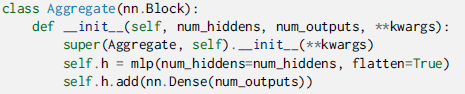 class Aggregate(nn.Block):
    def __init__(self, num_hiddens, num_outputs, **kwargs):
        super(Aggregate, self).__init__(**kwargs)
        self.h = mlp(num_hiddens=num_hiddens, flatten=True)
        self.h.add(nn.Dense(num_outputs))